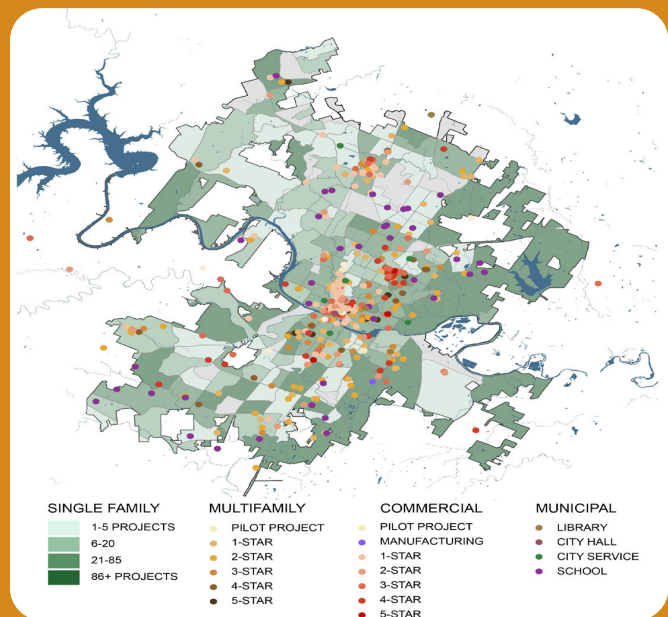 SINGLE FAMILY
1-5 PROJECTS
6-20
21-85
86+ PROJECTS
MULTIFAMILY
PILOT PROJECT
1-STAR
2-STAR
3-STAR
4-STAR
5-STAR
COMMERCIAL
PILOT PROJECT
MANUFACTURING
1-STAR
2-STAR
3-STAR
4-STAR
5-STAR
MUNICIPAL
LIBRARY
CITY HALL
CITY SERVICE
SCHOOL